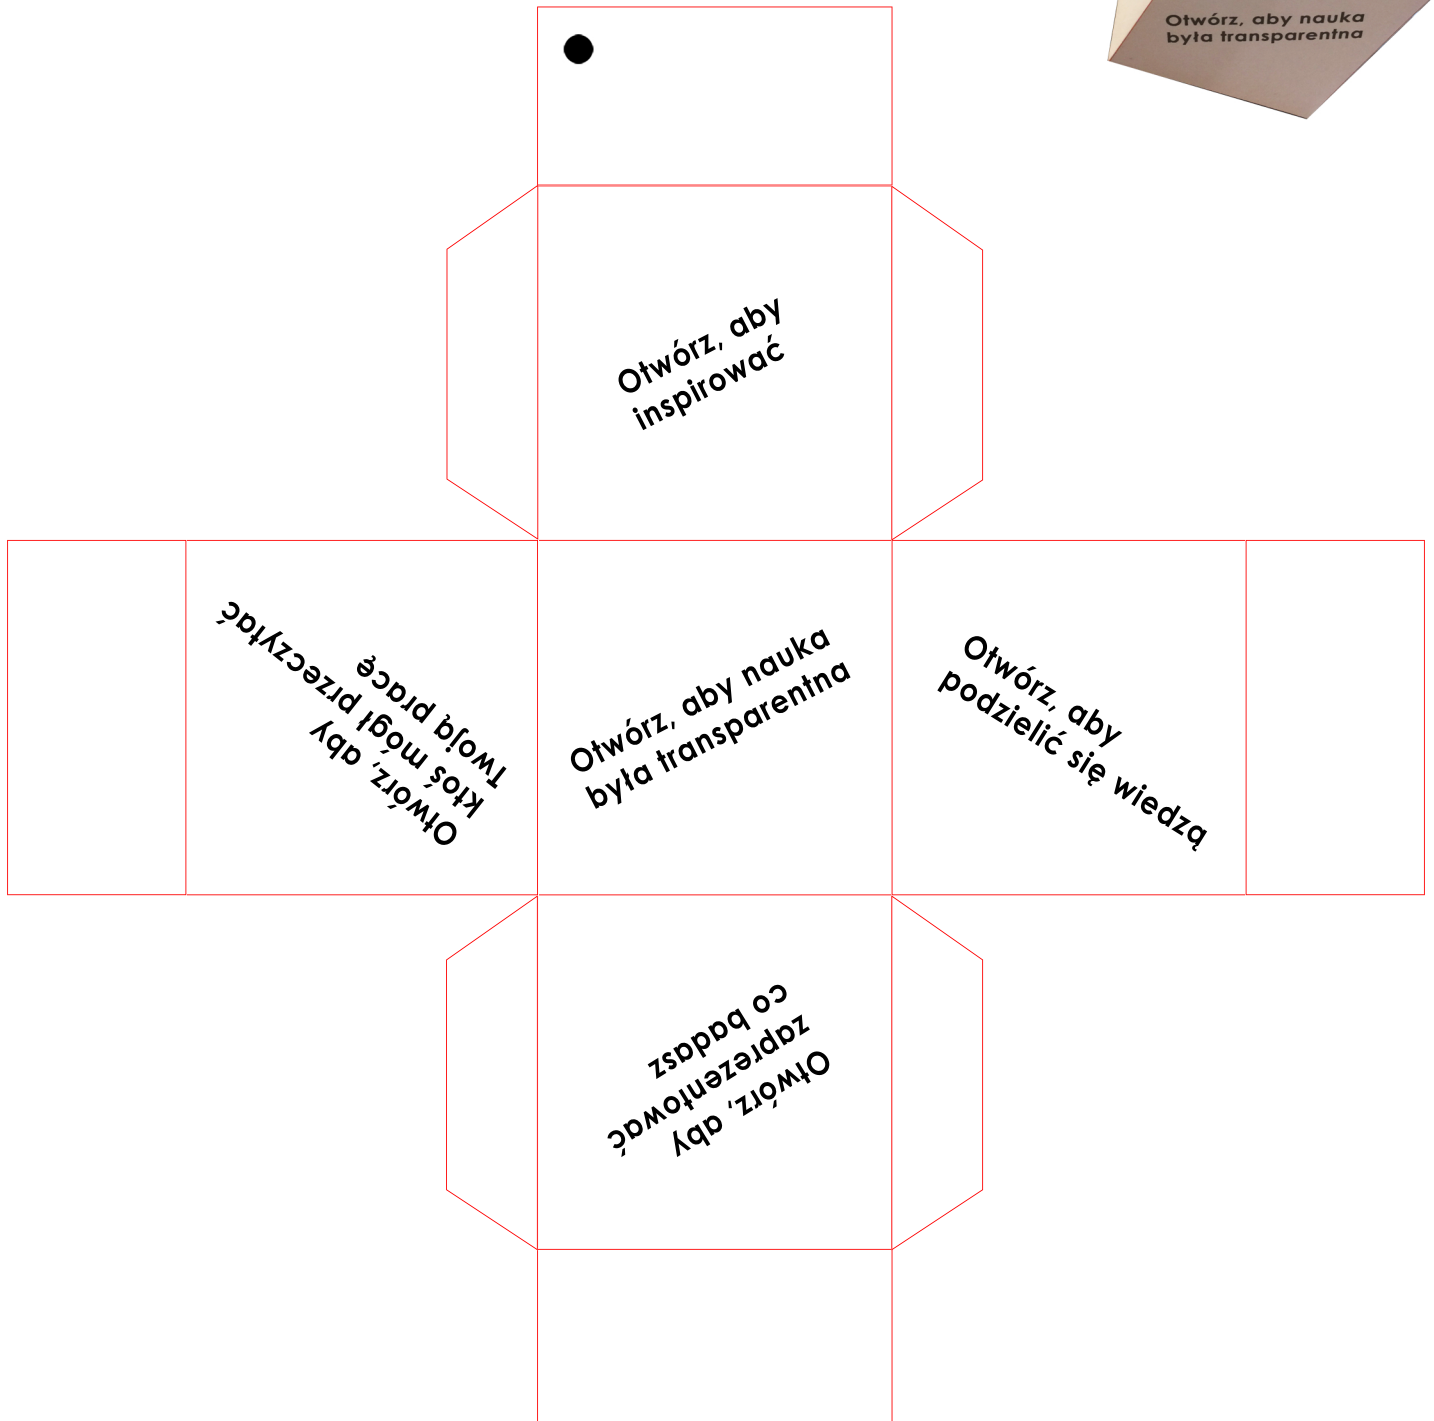 Otwórz, aby nauka
była transparentna
Otwórz, aby
inspirować
Otwórz, aby
ktoś mógł przeczytać
Twoją pracę
Otwórz, aby nauka
była transparentna
Otwórz, aby
podzielić się wiedzą
Otwórz, aby
zaprezentować
co badasz